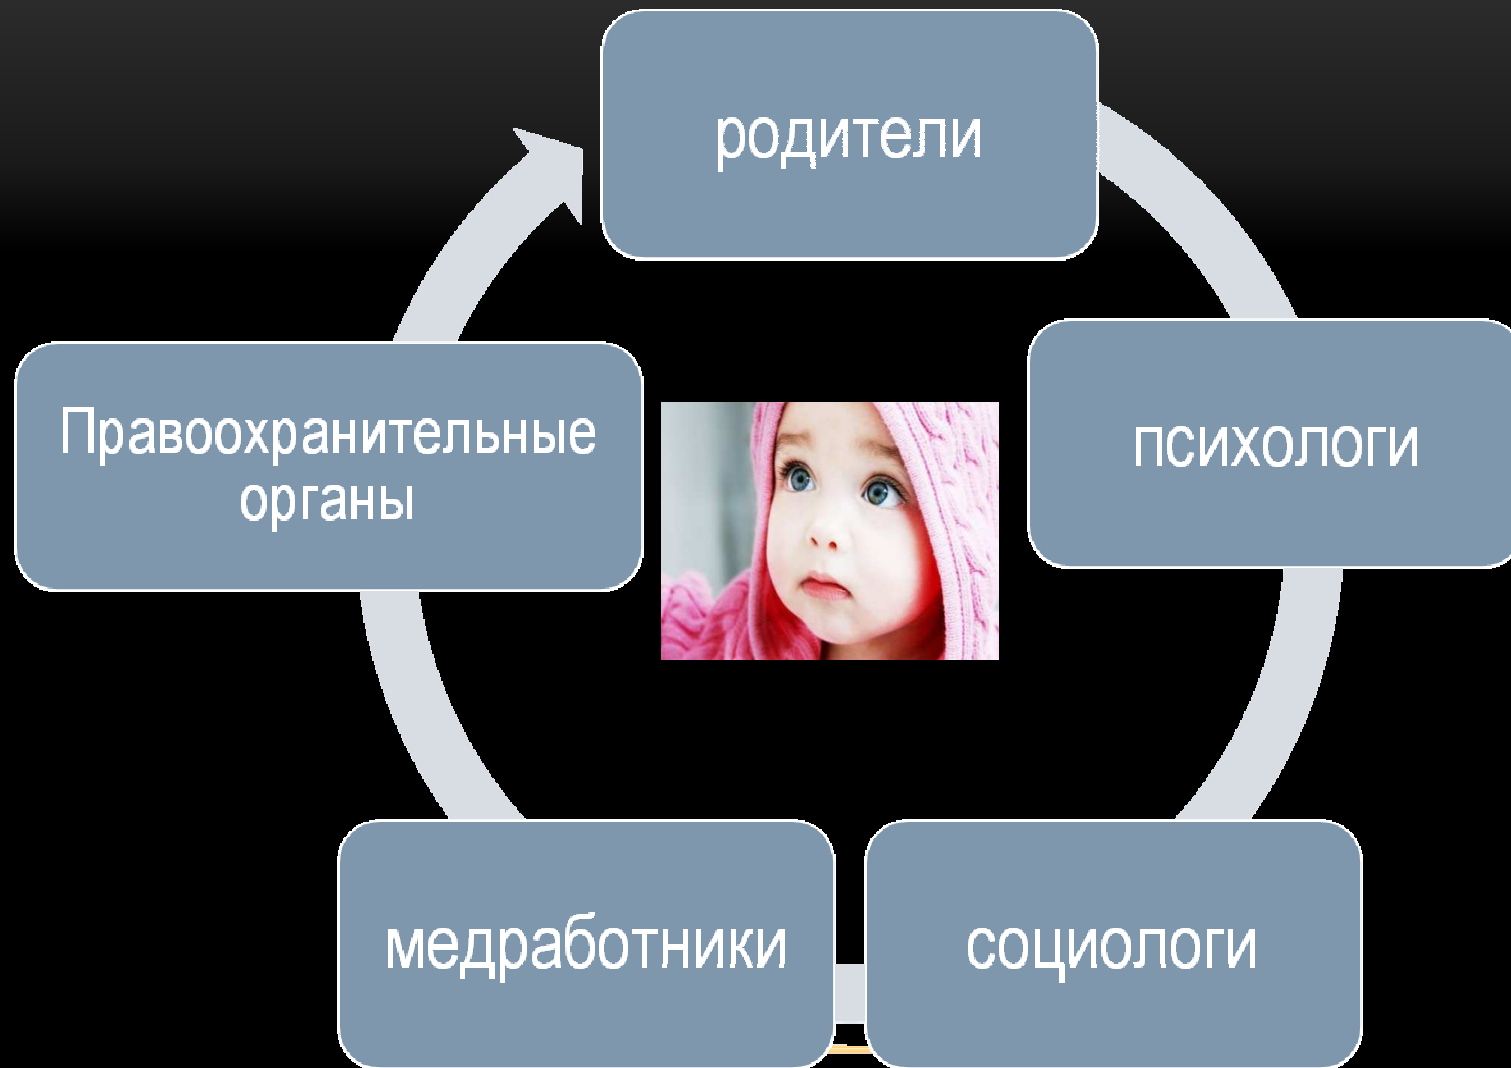 родители
Правоохранительные
органы
психологи
медработники
социологи